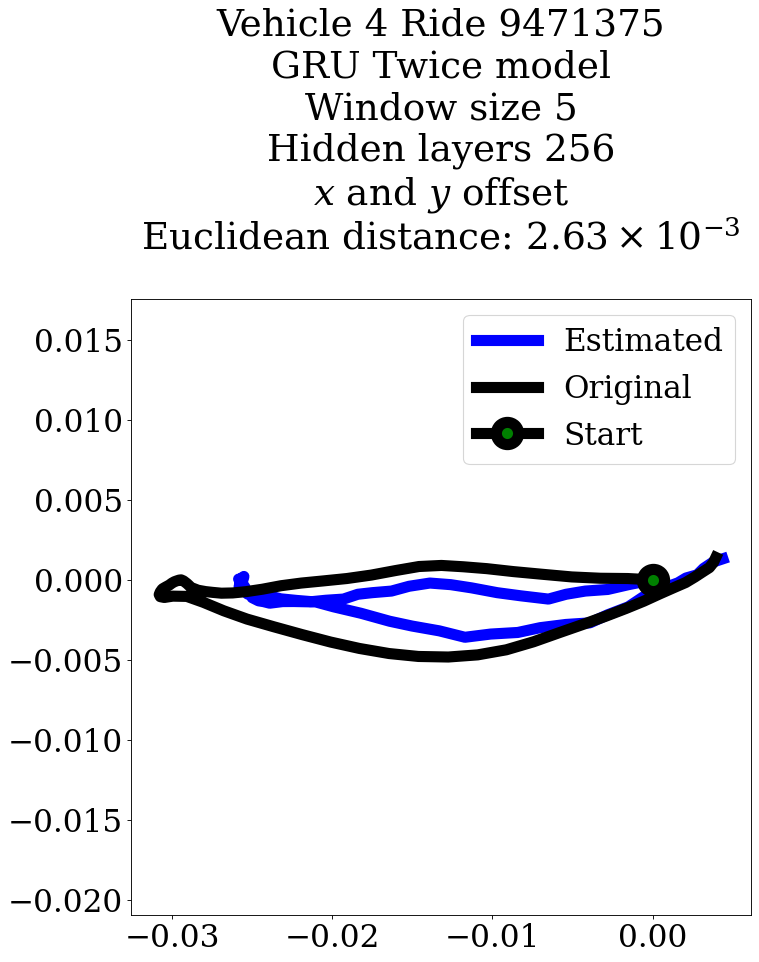 Vehicle 4 Ride 9471375
GRU Twice model
Window size 5
Hidden layers 256
x and y offset
Euclidean distance: 2.63 × 10⁻³
Estimated
Original
Start
0.015
0.010
0.005
0.000
−0.005
−0.010
−0.015
−0.020
−0.03 −0.02 −0.01 0.00